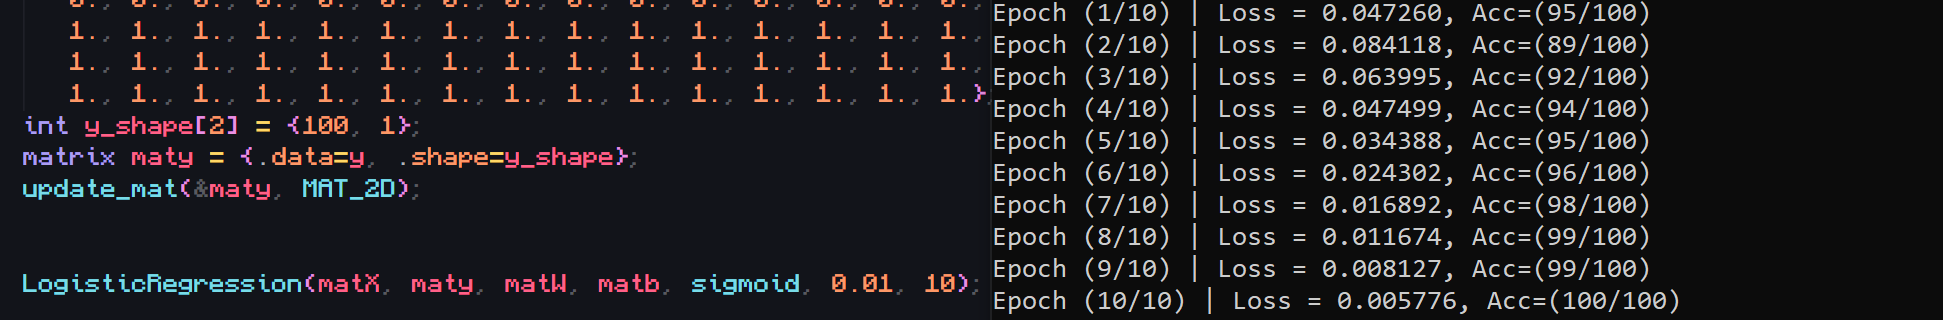 0., 0., 0., 0., 0., 0., 0., 0., 0., 0., 0., 0., 0., 0., 0.,
1., 1., 1., 1., 1., 1., 1., 1., 1., 1., 1., 1., 1., 1., 1.,
1., 1., 1., 1., 1., 1., 1., 1., 1., 1., 1., 1., 1., 1., 1.,
1., 1., 1., 1., 1., 1., 1., 1., 1., 1., 1., 1., 1., 1., 1.}
int y_shape[2] = {100, 1};
matrix maty = {.data=y, .shape=y_shape};
update_mat(&maty, MAT_2D);
LogisticRegression(matX, maty, matW, matb, sigmoid, 0.01, 10);
Epoch (1/10) | Loss = 0.047260, Acc=(95/100)
Epoch (2/10) | Loss = 0.084118, Acc=(89/100)
Epoch (3/10) | Loss = 0.063995, Acc=(92/100)
Epoch (4/10) | Loss = 0.047499, Acc=(94/100)
Epoch (5/10) | Loss = 0.034388, Acc=(95/100)
Epoch (6/10) | Loss = 0.024302, Acc=(96/100)
Epoch (7/10) | Loss = 0.016892, Acc=(98/100)
Epoch (8/10) | Loss = 0.011674, Acc=(99/100)
Epoch (9/10) | Loss = 0.008127, Acc=(99/100)
Epoch (10/10) | Loss = 0.005776, Acc=(100/100)